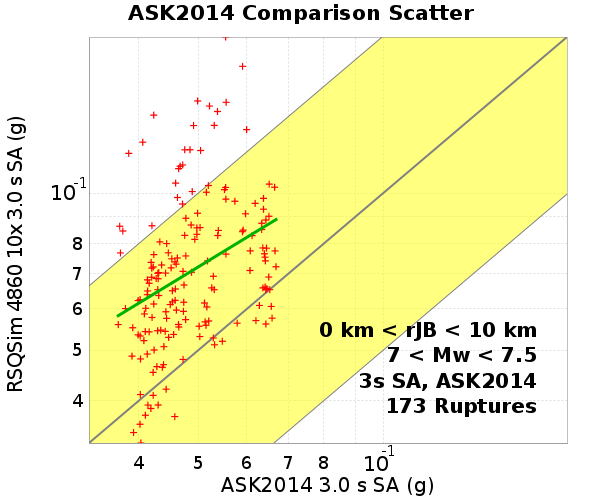 ASK2014 Comparison Scatter
RSQSim 4860 10x 3.0 s SA (g)
10-1
8
7
6
5
4
0 km < rJB < 10 km
7 < Mw < 7.5
3s SA, ASK2014
173 Ruptures
4 5 6 7 8 10-1
ASK2014 3.0 s SA (g)